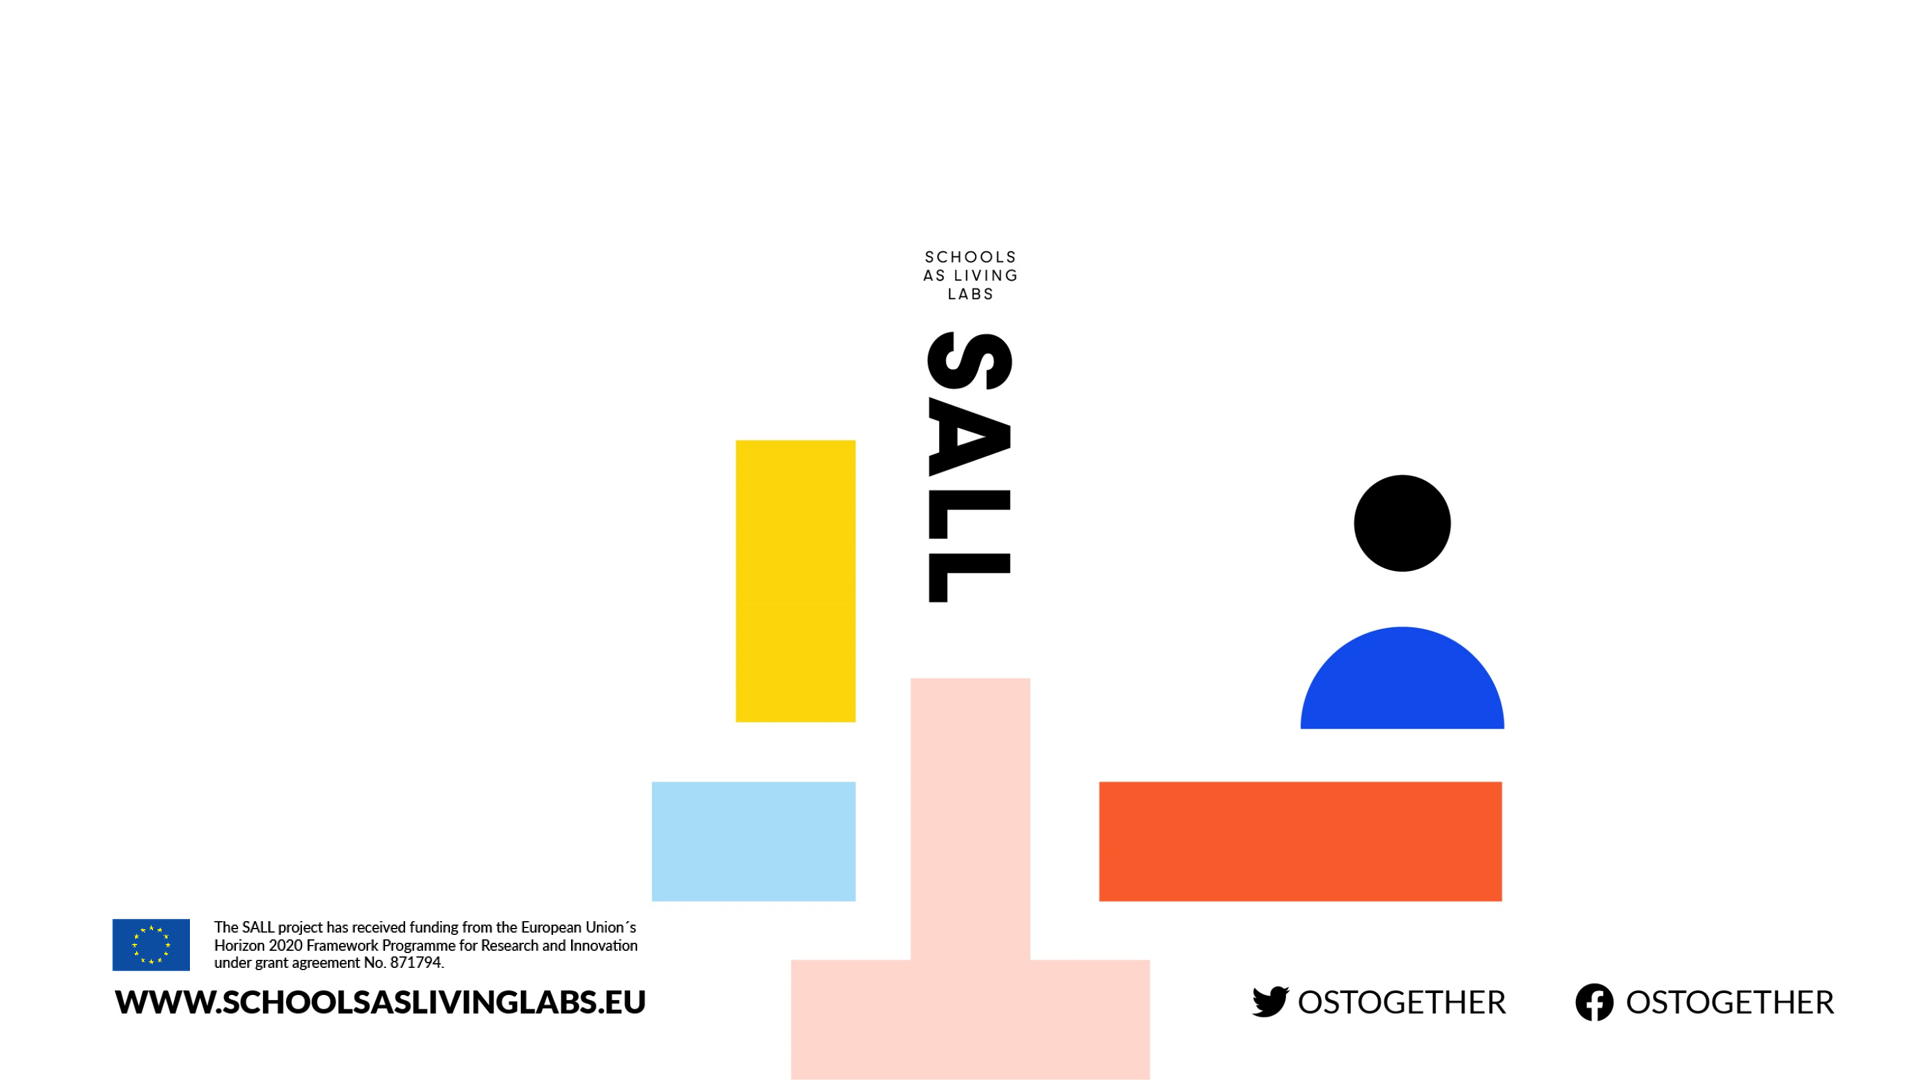 SCHOOLS
AS LIVING
LABS
SALL
The SALL project has received funding from the European Union´s
Horizon 2020 Framework Programme for Research and Innovation
under grant agreement No. 871794.
WWW.SCHOOLSASLIVINGLABS.EU
OSTOGETHER
OSTOGETHER